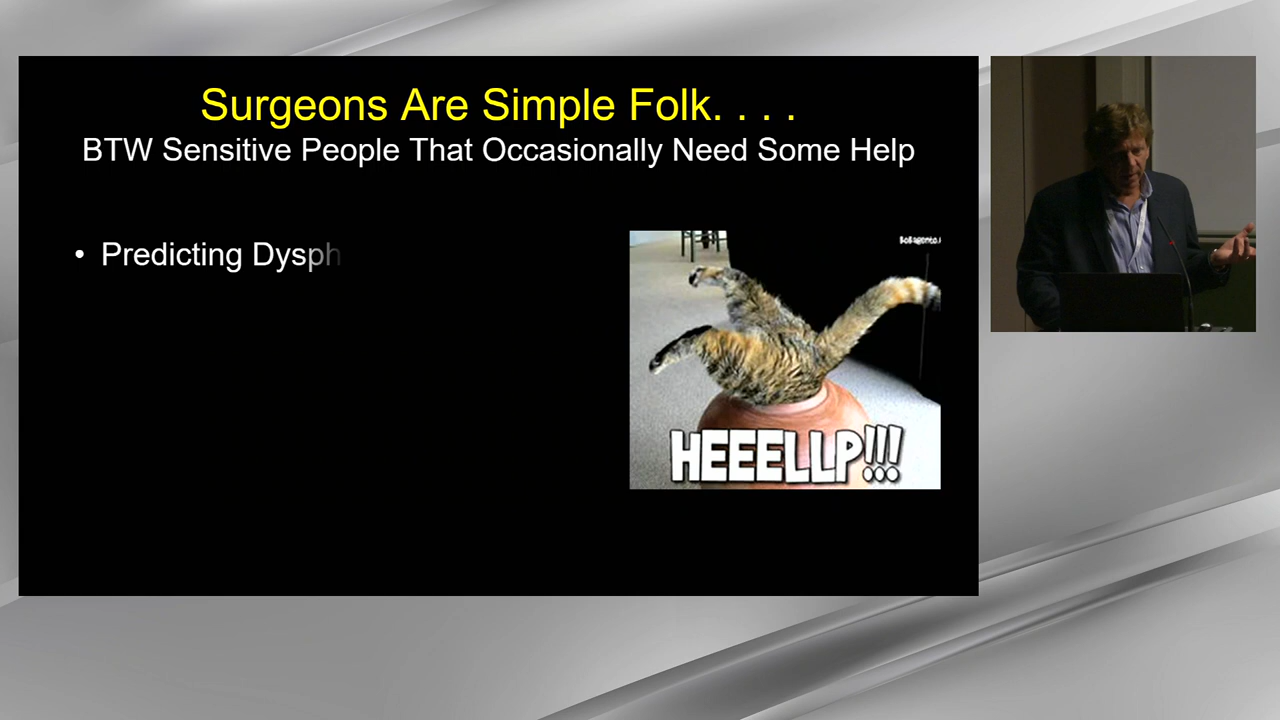 Surgeons Are Simple Folk. . . .
BTW Sensitive People That Occasionally Need Some Help
• Predicting Dysph
HEEELLP!!!